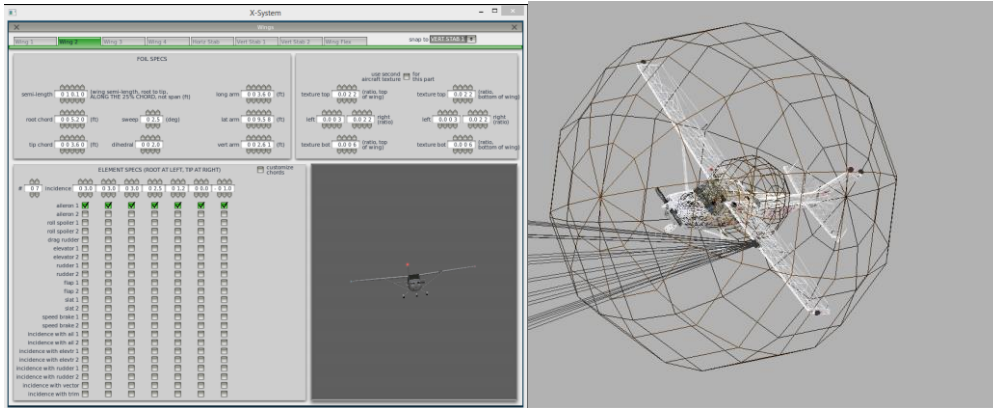 X-System
Wings
Wing 1 Wing 2 Wing 3 Wing 4 Horiz Stab Vert Stab 1 Vert Stab 2 Wing Flex snap to VERT STAB 1
FOIL SPECS
semi-length (wing semi-length, root to tip, ALONG THE 25% CHORD, not span (ft) long arm (ft)
root chord (ft) sweep (deg) lat arm (ft)
tip chord (ft) dihedral vert arm (ft)
use second aircraft texture for this part
texture top (ratio, top of wing) texture top (ratio, bottom of wing)
left right (ratio) left right (ratio)
texture bot (ratio, top of wing) texture bot (ratio, bottom of wing)
ELEMENT SPECS (ROOT AT LEFT, TIP AT RIGHT) customize chords
# incidence
aileron 1
aileron 2
roll spoiler 1
roll spoiler 2
drag rudder
elevator 1
elevator 2
rudder 1
rudder 2
flap 1
flap 2
slat 1
slat 2
speed brake 1
speed brake 2
incidence with ail 1
incidence with ail 2
incidence with elevtr 1
incidence with elevtr 2
incidence with rudder 1
incidence with rudder 2
incidence with vector
incidence with trim